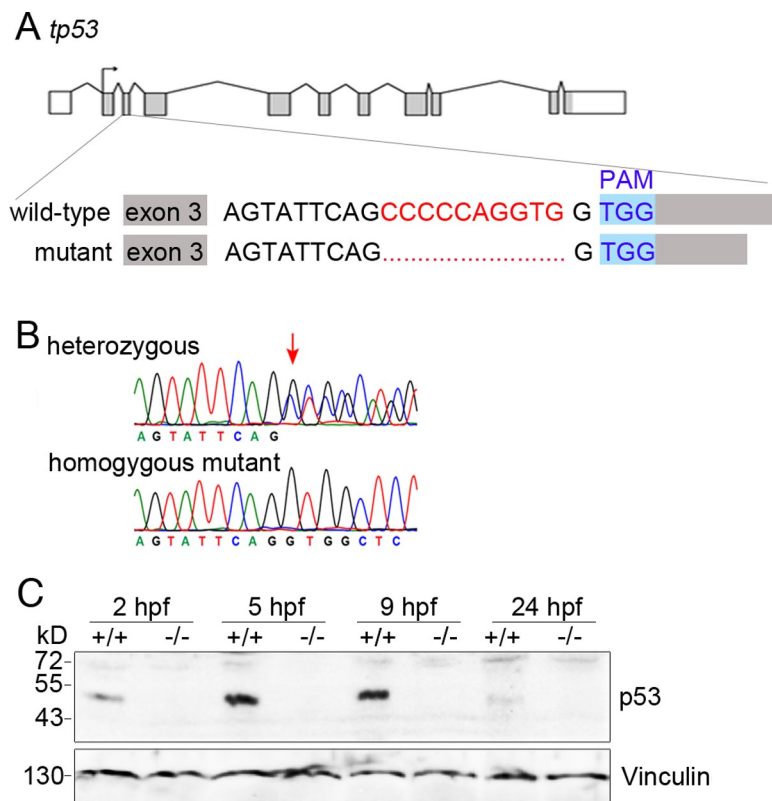 A tp53
PAM
wild-type exon 3 AGTATTCAGCCCCCAGGTG G TGG
mutant exon 3 AGTATTCAG........................ G TGG
B
heterozygous
AGTATTCAG
homogygous mutant
AGTATTCAGGTGGCTC
C
2 hpf 5 hpf 9 hpf 24 hpf
kD +/+ -/- +/+ -/- +/+ -/- +/+ -/-
72
55
p53
43
130 Vinculin